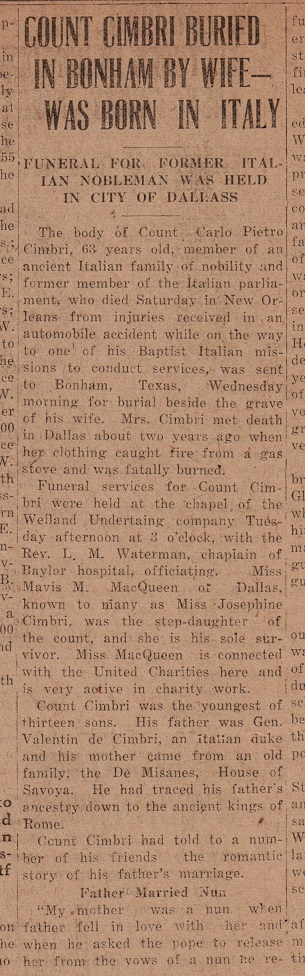 COUNT CIMBRI BURIED
IN BONHAM BY WIFE—
WAS BORN IN ITALY
FUNERAL FOR FORMER ITAL-
IAN NOBLEMAN WAS HELD
IN CITY OF DALLASS
The body of Count Carlo Pietro
Cimbri, 63 years old, member of an
ancient Italian family of nobility and
former member of the Italian parlia-
ment, who died Saturday in New Or-
leans from injuries received in an
automobile accident while on the way
to one of his Baptist Italian mis-
sions to conduct services, was sent
to Bonham, Texas, Wednesday
morning for burial beside the grave
of his wife. Mrs. Cimbri met death
in Dallas about two years ago when
her clothing caught fire from a gas
stove and was fatally burned.
Funeral services for Count Cim-
bri were held at the chapel of the
Weiland Undertaing company Tues-
day afternoon at 3 o'clock, with the
Rev. L. M. Waterman, chaplain of
Baylor hospital, officiating. Miss
Mavis M. MacQueen of Dallas,
known to many as Miss Josephine
Cimbri, was the step-daughter of
the count, and she is his sole sur-
vivor. Miss MacQueen is connected
with the United Charities here and
is very active in charity work.
Count Cimbri was the youngest of
thirteen sons. His father was Gen.
Valentin de Cimbri, an Italian duke
and his mother came from an old
family, the De Misanes, House of
Savoya. He had traced his father's
ancestry down to the ancient kings of
Rome.
Count Cimbri had told to a num-
ber of his friends the romantic
story of his father's marriage.
Father Married Nun
"My mother was a nun when
father fell in love with her and
when he asked the pope to release
her from the vows of a nun he re-